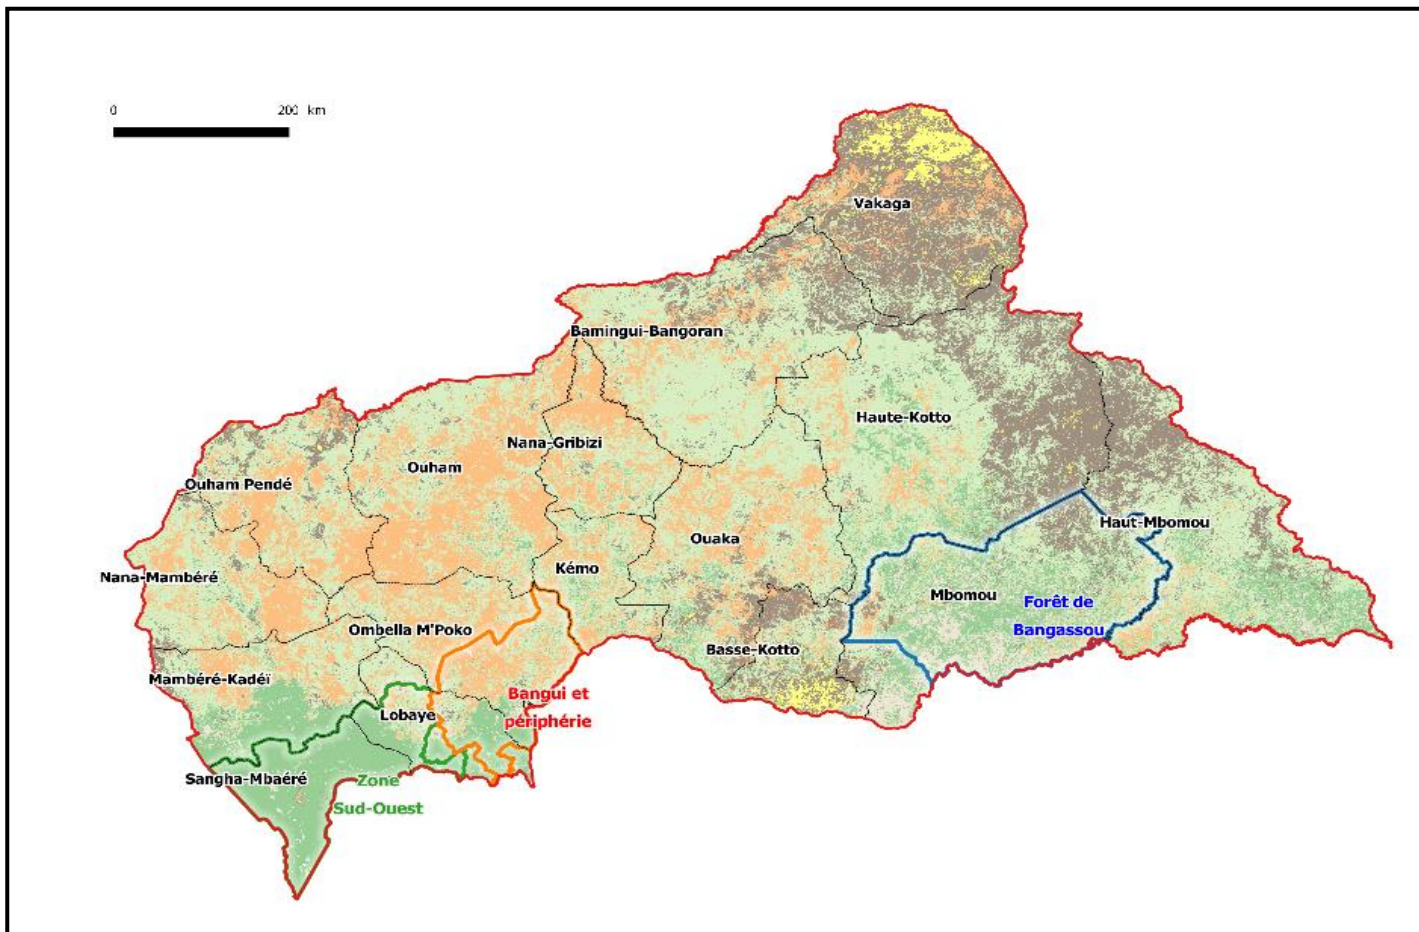 0 200 km
Vakaga
Bamingui-Bangoran
Haute-Kotto
Nana-Gribizi
Ouham
Ouham Pendé
Haut-Mbomou
Ouaka
Kémo
Nana-Mambéré
Mbomou
Forêt de
Bangassou
Ombella M'Poko
Basse-Kotto
Mambéré-Kadéï
Bangui et
périphérie
Lobaye
Sangha-Mbaéré
Zone
Sud-Ouest